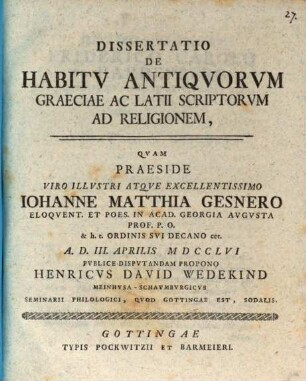 27.
DISSERTATIO
DE
HABITV ANTIQVORVM
GRAECIAE AC LATII SCRIPTORVM
AD RELIGIONEM,
QVAM
PRAESIDE
VIRO ILLVSTRI ATQVE EXCELLENTISSIMO
IOHANNE MATTHIA GESNERO
ELOQVENT. ET POES. IN ACAD. GEORGIA AVGVSTA
PROF. P. O.
& h. t. ORDINIS SVI DECANO cet.
A. D. III. APRILIS. MDCCLVI
PVBLICE DISPVTANDAM PROPONO
HENRICVS DAVID WEDEKIND
MEINHVSA-SCHAVMBVRGICVS
SEMINARII PHILOLOGICI, QVOD GOTTINGAE EST, SODALIS.
GOTTINGAE
TYPIS POCKWITZII ET BARMEIERI.